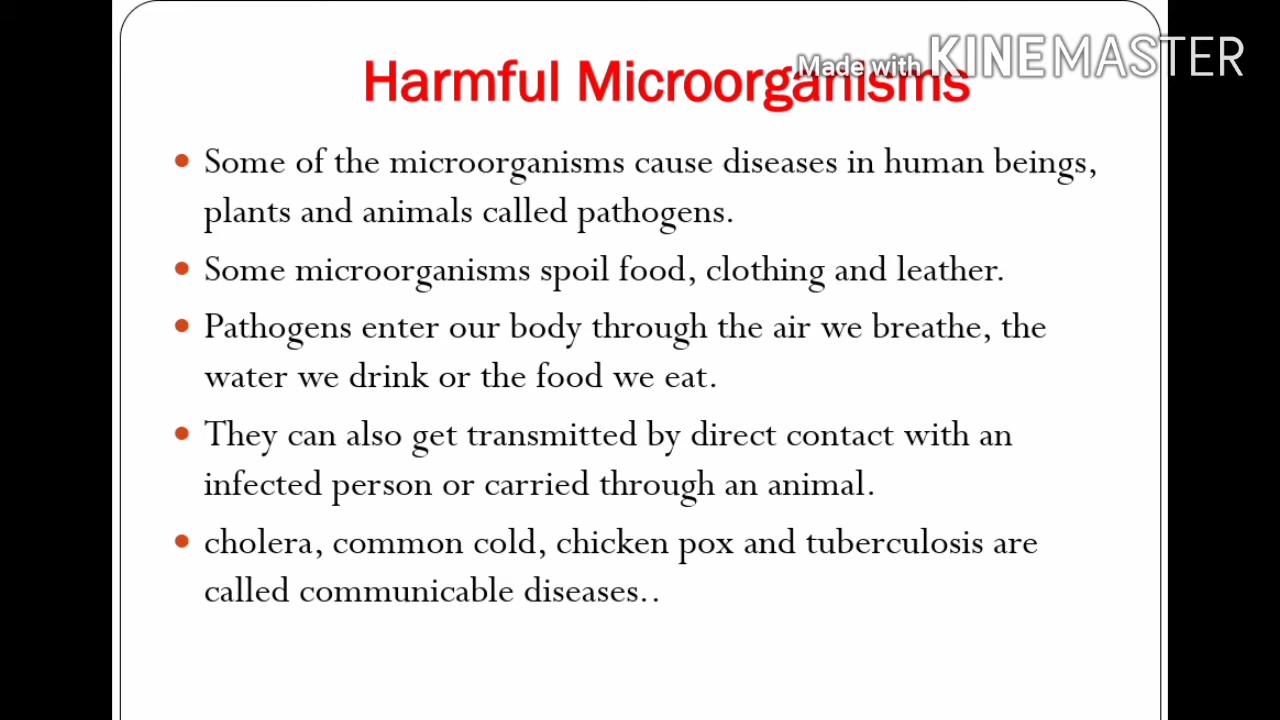 Made with KINEMASTER
Harmful Microorganisms
• Some of the microorganisms cause diseases in human beings,
plants and animals called pathogens.
• Some microorganisms spoil food, clothing and leather.
• Pathogens enter our body through the air we breathe, the
water we drink or the food we eat.
• They can also get transmitted by direct contact with an
infected person or carried through an animal.
• cholera, common cold, chicken pox and tuberculosis are
called communicable diseases..